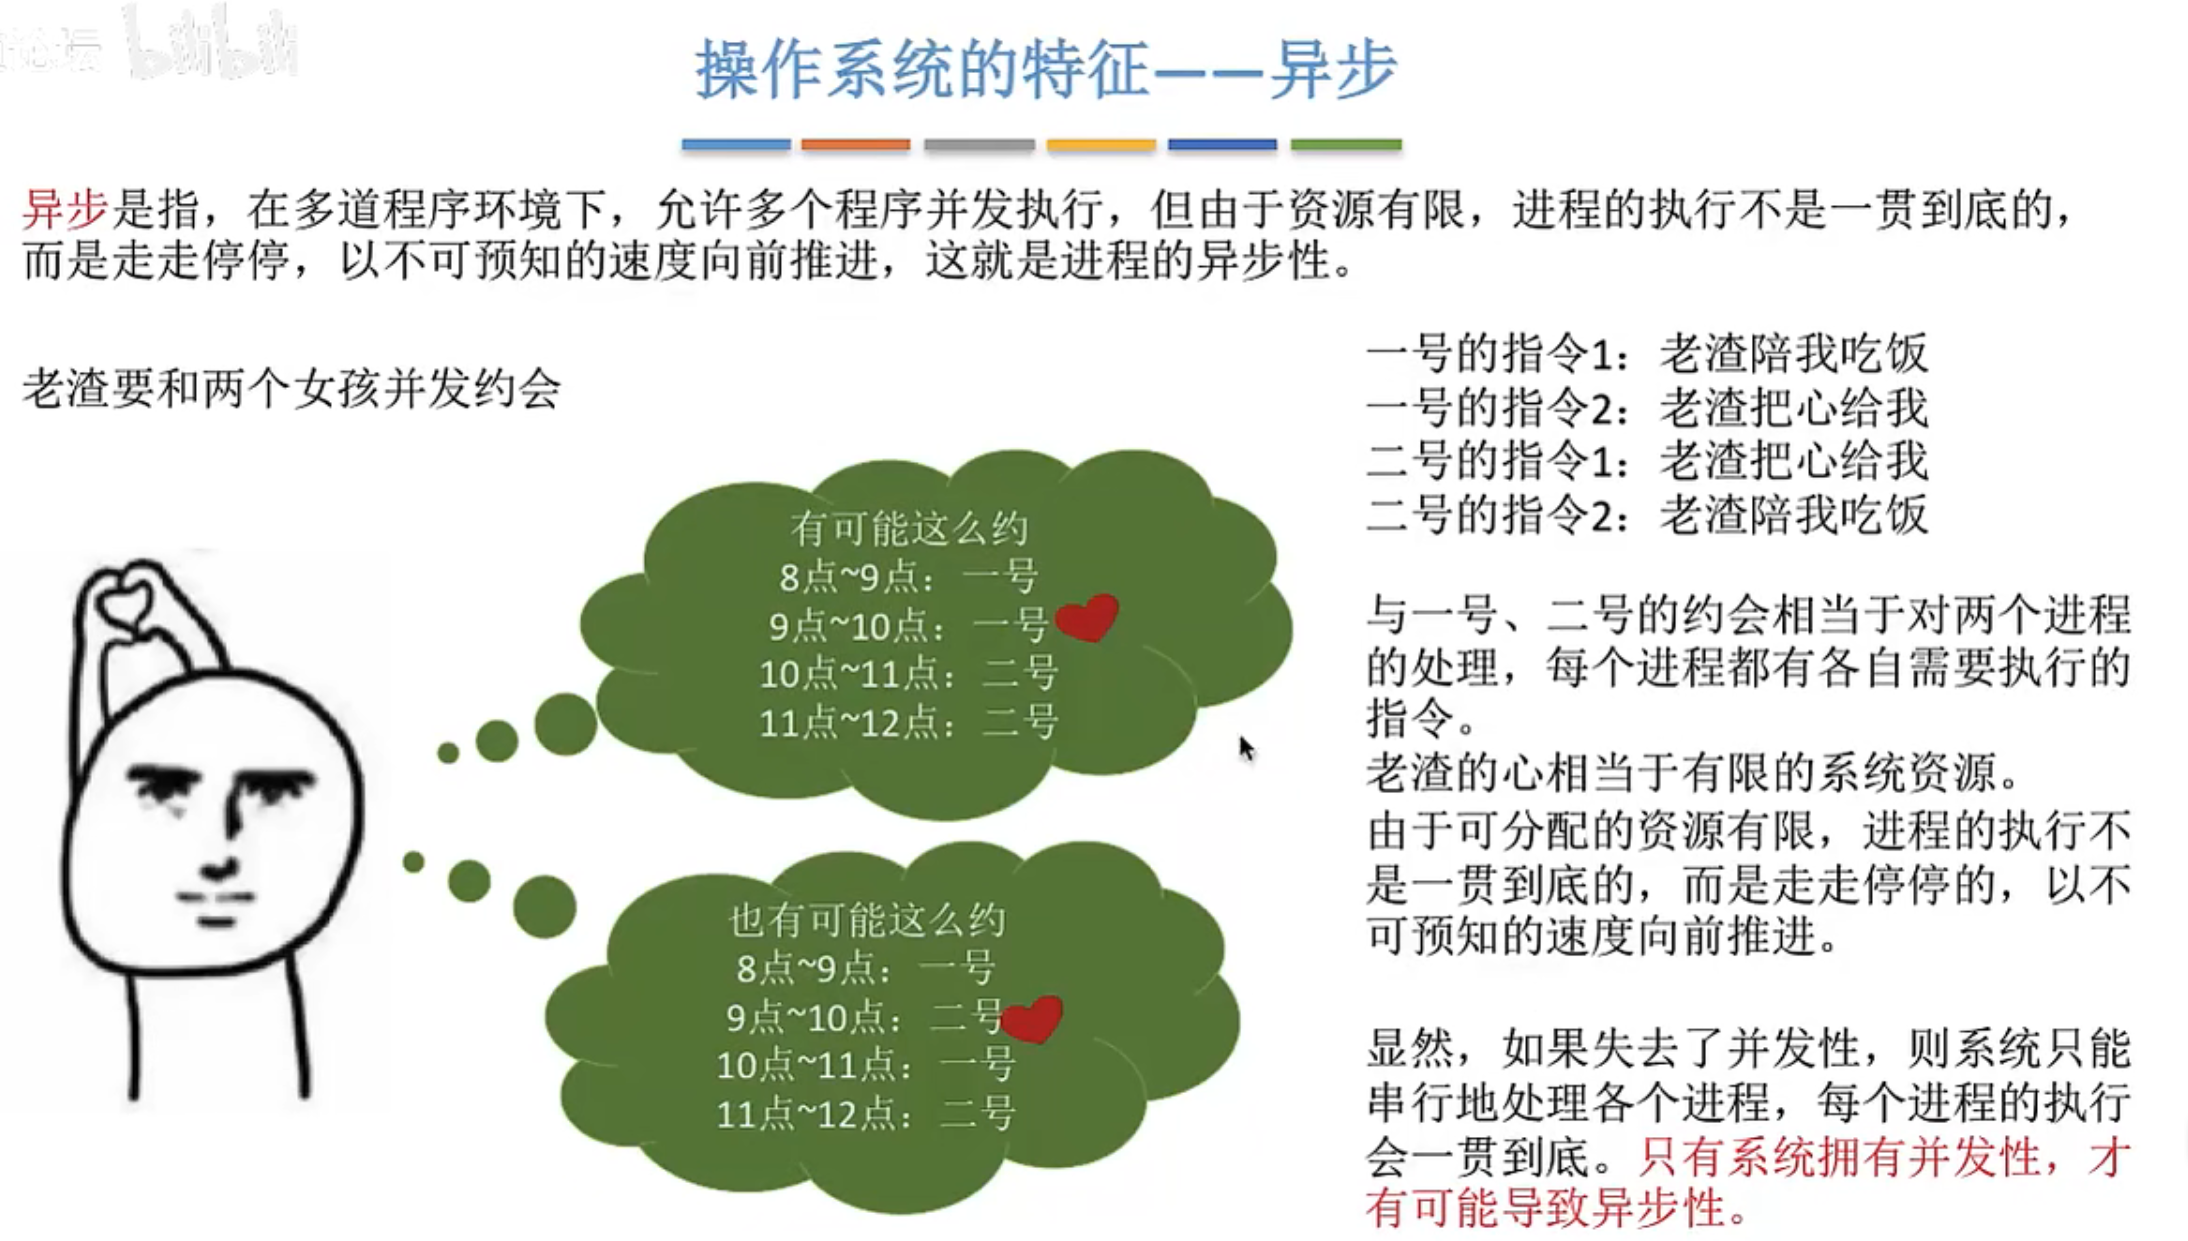 论坛 bilibili
操作系统的特征——异步
异步是指，在多道程序环境下，允许多个程序并发执行，但由于资源有限，进程的执行不是一贯到底的，
而是走走停停，以不可预知的速度向前推进，这就是进程的异步性。
老渣要和两个女孩并发约会
有可能这么约
8点~9点： 一号
9点~10点： 一号
10点~11点： 二号
11点~12点： 二号
也有可能这么约
8点~9点： 一号
9点~10点： 二号
10点~11点： 一号
11点~12点： 二号
一号的指令1：老渣陪我吃饭
一号的指令2：老渣把心给我
二号的指令1：老渣把心给我
二号的指令2：老渣陪我吃饭
与一号、二号的约会相当于对两个进程
的处理，每个进程都有各自需要执行的
指令。
老渣的心相当于有限的系统资源。
由于可分配的资源有限，进程的执行不
是一贯到底的，而是走走停停的，以不
可预知的速度向前推进。
显然，如果失去了并发性，则系统只能
串行地处理各个进程，每个进程的执行
会一贯到底。只有系统拥有并发性，才
有可能导致异步性。